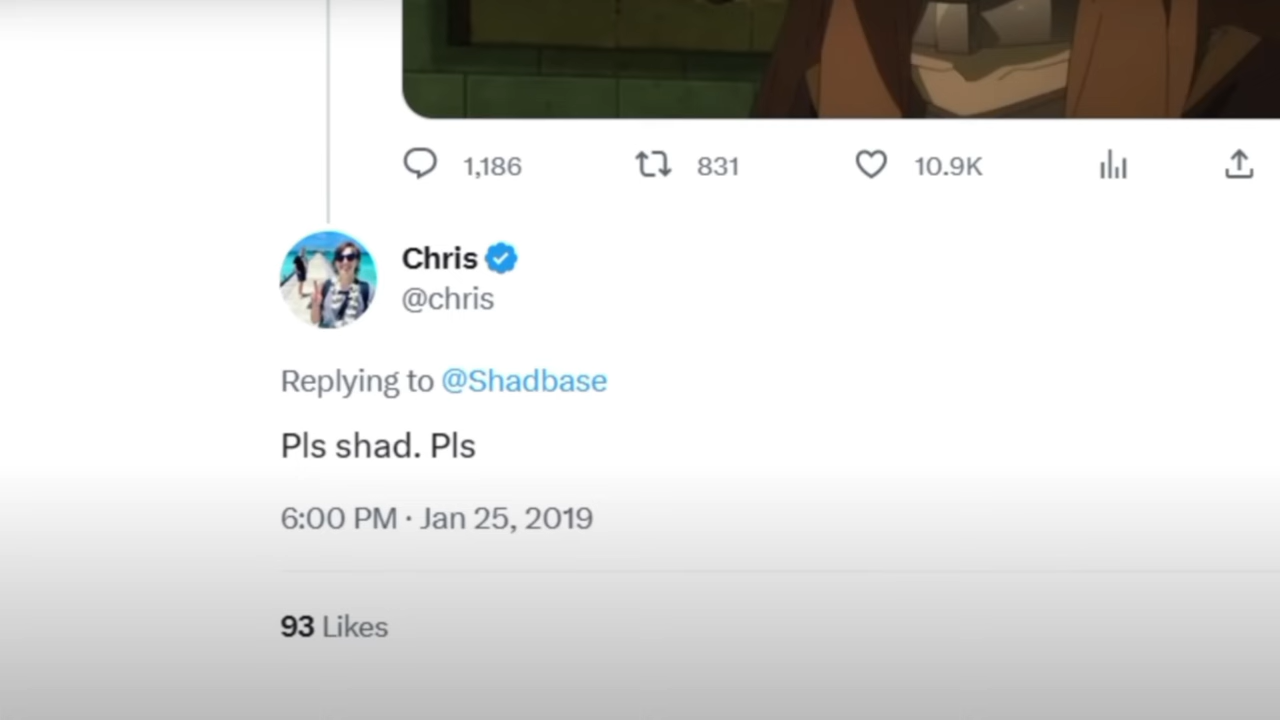 1,186 831 10.9K
Chris
@chris
Replying to @Shadbase
Pls shad. Pls
6:00 PM · Jan 25, 2019
93 Likes